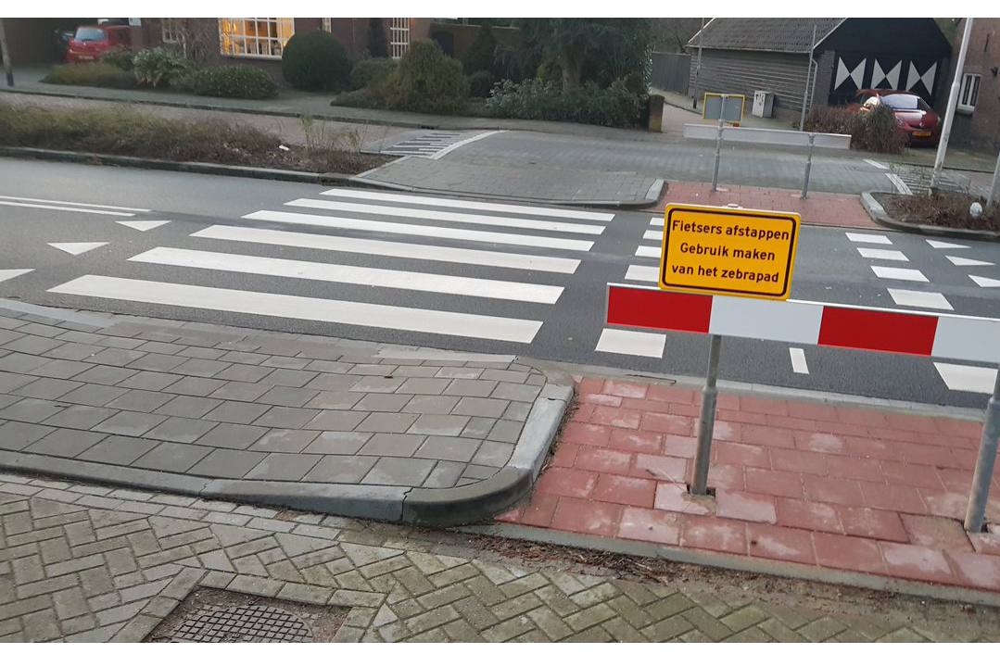 Fietsers afstappen
Gebruik maken
van het zebrapad